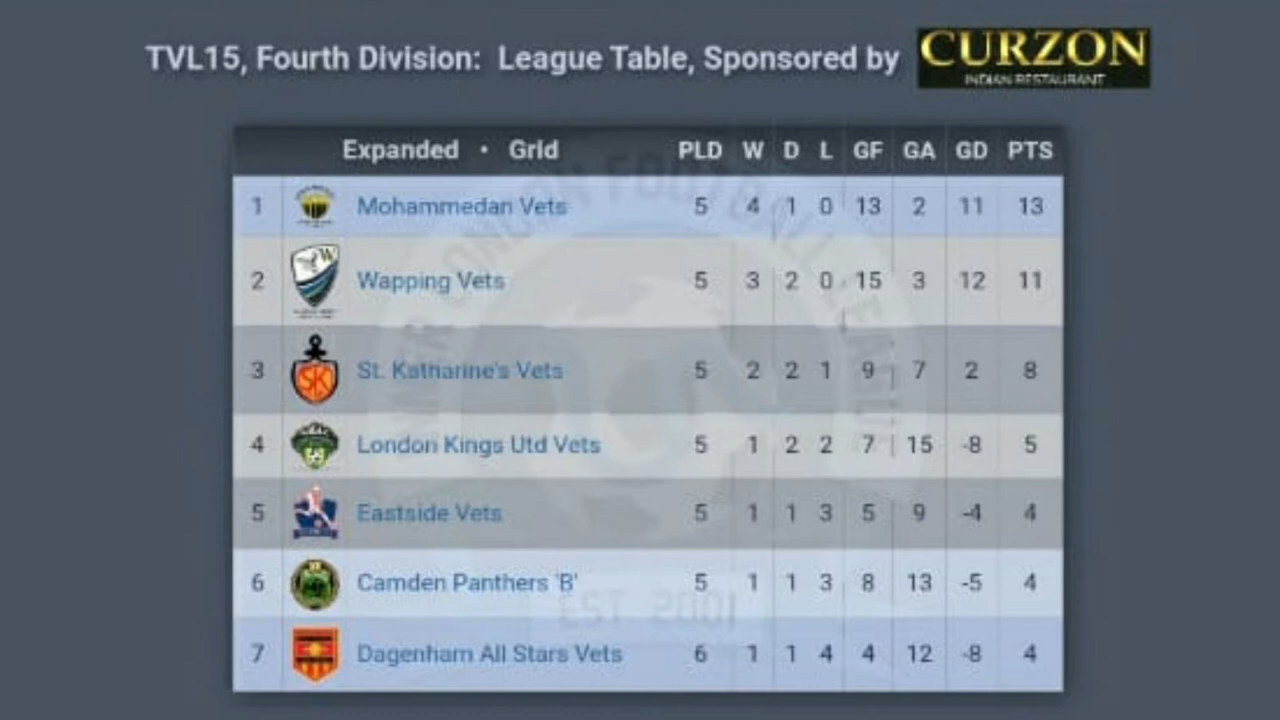 TVL15, Fourth Division: League Table, Sponsored by CURZON
INDIAN RESTAURANT
Expanded • Grid PLD W D L GF GA GD PTS
1 Mohammedan Vets 5 4 1 0 13 2 11 13
2 Wapping Vets 5 3 2 0 15 3 12 11
3 St. Katharine's Vets 5 2 2 1 9 7 2 8
4 London Kings Utd Vets 5 1 2 2 7 15 -8 5
5 Eastside Vets 5 1 1 3 5 9 -4 4
6 Camden Panthers 'B' 5 1 1 3 8 13 -5 4
7 Dagenham All Stars Vets 6 1 1 4 4 12 -8 4
FOOTBALL LEAGUE
EST 2001